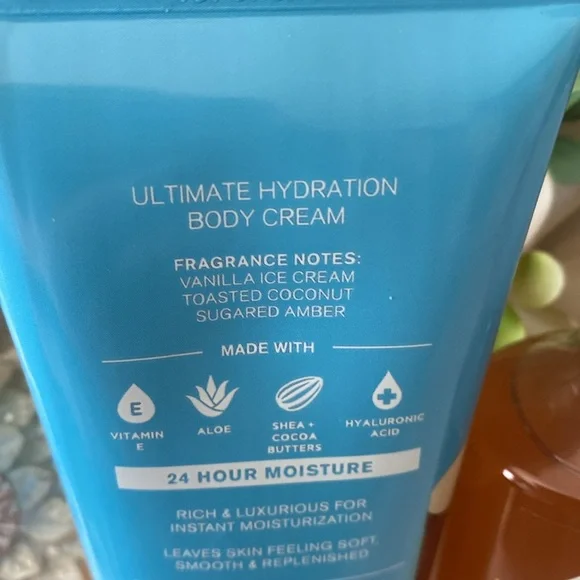 ULTIMATE HYDRATION
BODY CREAM
FRAGRANCE NOTES:
VANILLA ICE CREAM
TOASTED COCONUT
SUGARED AMBER
MADE WITH
E
VITAMIN
E
ALOE
SHEA +
COCOA
BUTTERS
HYALURONIC
ACID
24 HOUR MOISTURE
RICH & LUXURIOUS FOR
INSTANT MOISTURIZATION
LEAVES SKIN FEELING SOFT,
SMOOTH & REPLENISHED